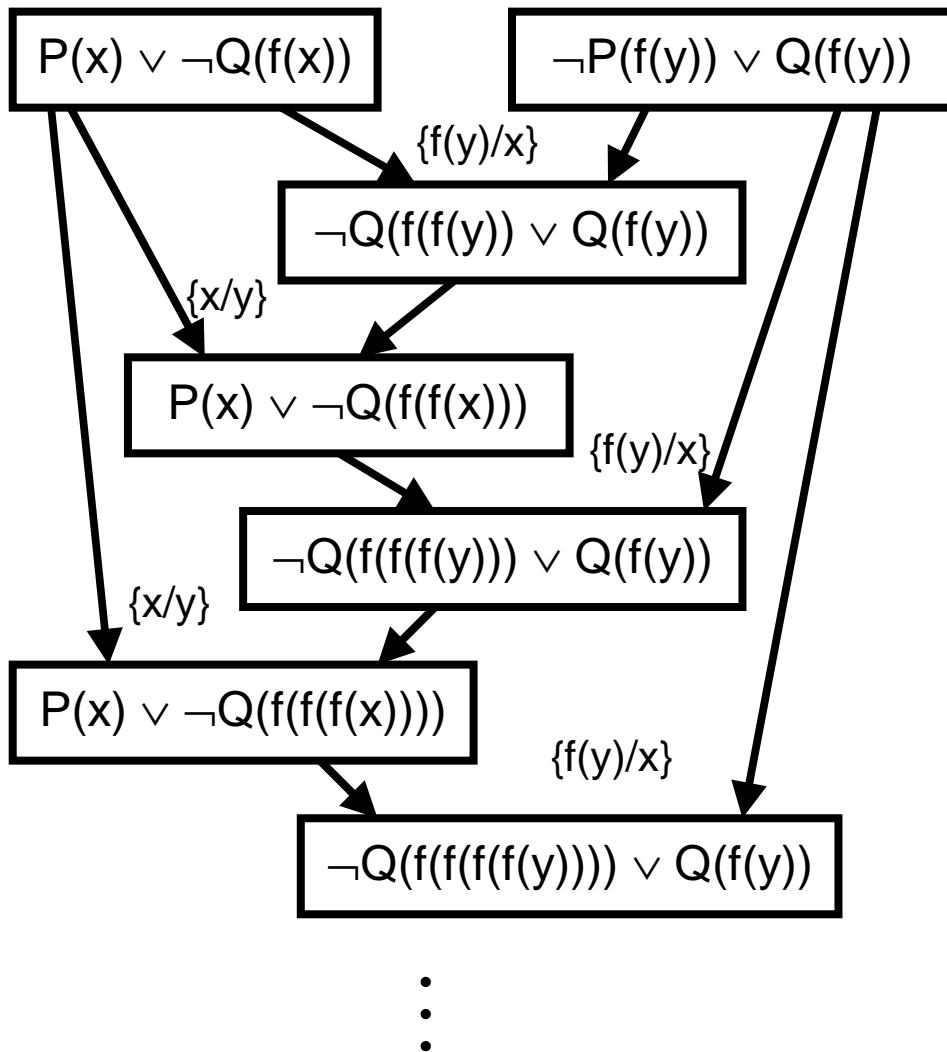 P(x) ∨ ¬Q(f(x))
¬P(f(y)) ∨ Q(f(y))
{f(y)/x}
¬Q(f(f(y)) ∨ Q(f(y))
{x/y}
P(x) ∨ ¬Q(f(f(x)))
{f(y)/x}
¬Q(f(f(f(y))) ∨ Q(f(y))
{x/y}
P(x) ∨ ¬Q(f(f(f(x))))
{f(y)/x}
¬Q(f(f(f(f(y)))) ∨ Q(f(y))